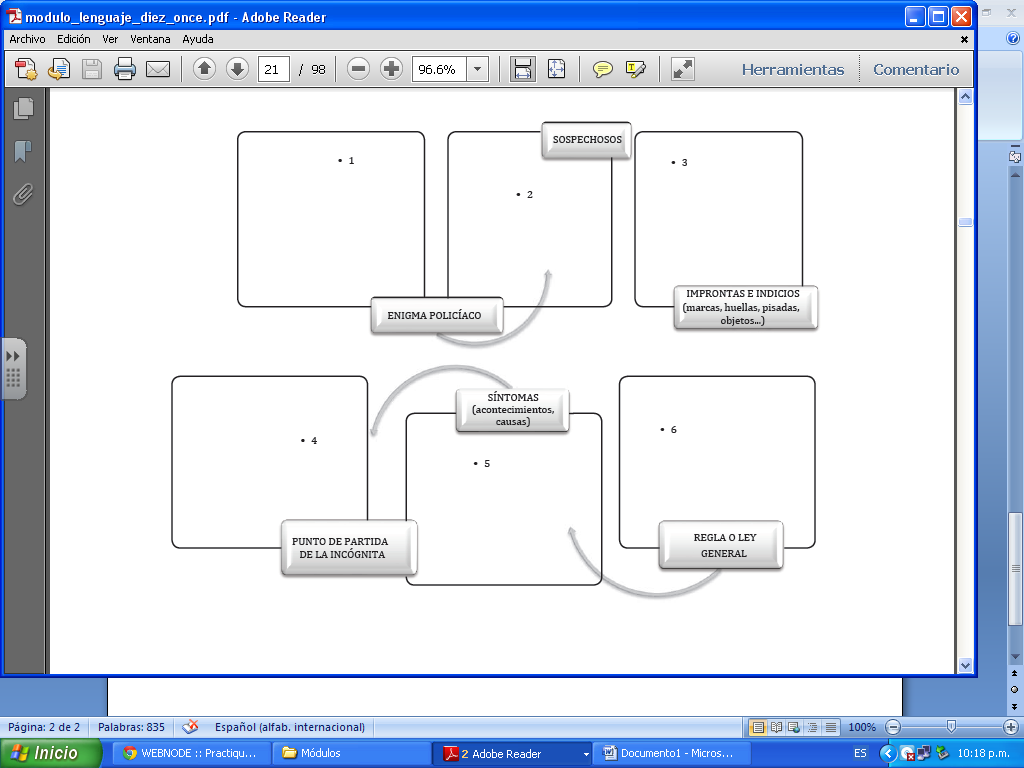 modulo_lenguaje_diez_once.pdf - Adobe Reader
Archivo Edición Ver Ventana Ayuda
21 / 98 96.6% Herramientas Comentario
SOSPECHOSOS
• 1
• 2
• 3
ENIGMA POLICÍACO
IMPRONTAS E INDICIOS
(marcas, huellas, pisadas,
objetos...)
SÍNTOMAS
(acontecimientos,
causas)
• 4
• 5
• 6
PUNTO DE PARTIDA
DE LA INCÓGNITA
REGLA O LEY
GENERAL
Página: 2 de 2 Palabras: 835 Español (alfab. internacional) 100%
Inicio WEBNODE :: Practiqu... Módulos 2 Adobe Reader Documento1 - Micros... ES 10:18 p.m.